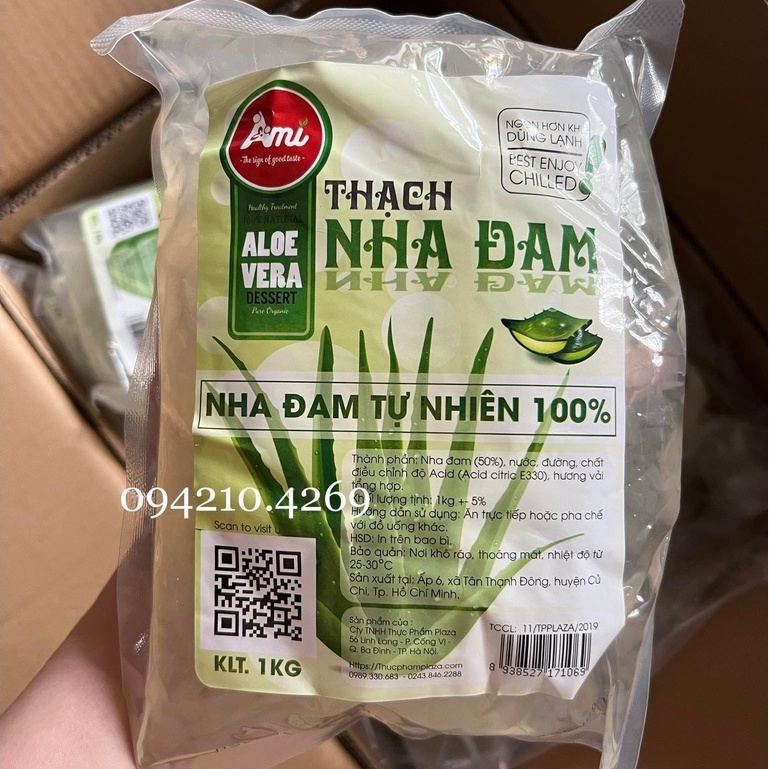 Ami
- The sign of good taste -
Healthy Treatment
100% NATURAL
ALOE
VERA
DESSERT
Pure Organic
NGON HƠN KHI
DÙNG LẠNH
BEST ENJOY
CHILLED!
THẠCH
NHA ĐAM
NHA ĐAM TỰ NHIÊN 100%
Thành phần: Nha đam (50%), nước, đường, chất
điều chỉnh độ Acid (Acid citric E330), hương vải
tổng hợp.
094210.4269
lượng tịnh: 1kg +- 5%
Hướng dẫn sử dụng: Ăn trực tiếp hoặc pha chế
với đồ uống khác.
HSD: In trên bao bì.
Bảo quản: Nơi khô ráo, thoáng mát, nhiệt độ từ
25-30°C
Sản xuất tại: Ấp 6, xã Tân Thạnh Đông, huyện Củ
Chi, Tp. Hồ Chí Minh.
Scan to visit
KLT. 1KG
Sản phẩm của:
Cty TNHH Thực Phẩm Plaza
56 Linh Lang - P. Cống Vị -
Q. Ba Đình - TP. Hà Nội.
Https://Thucphamplaza.com
0989.330.683 - 0243.846.2288
TCCL: 11/TPPLAZA/2019
8 938527 171069